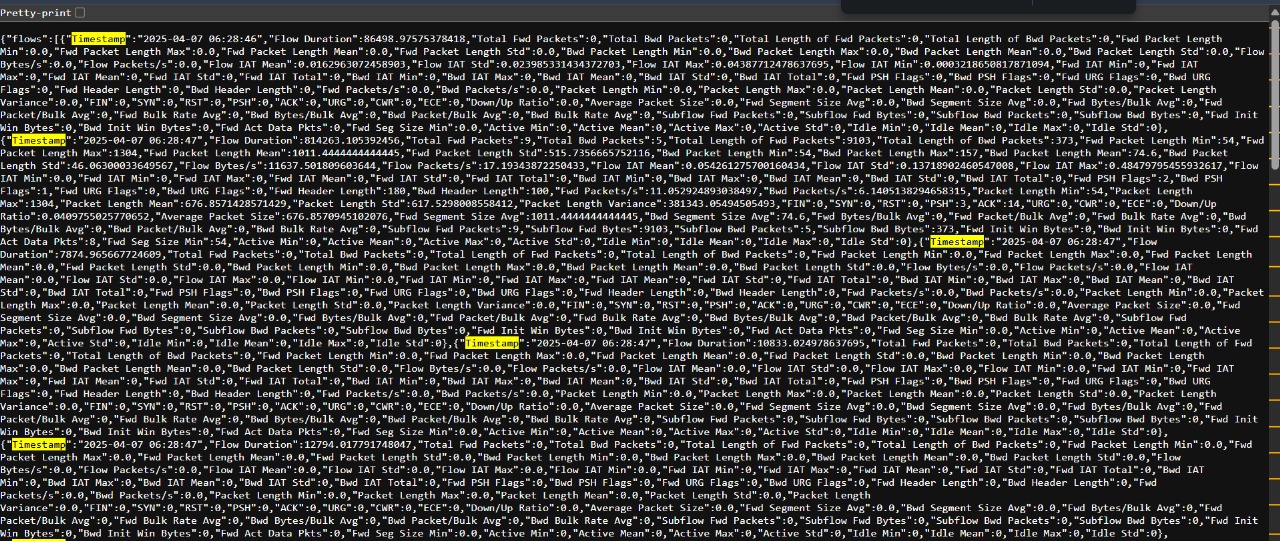 Pretty-print
{"flows":[{"Timestamp":"2025-04-07 06:28:46","Flow Duration":86498.97575378418,"Total Fwd Packets":0,"Total Bwd Packets":0,"Total Length of Fwd Packets":0,"Total Length of Bwd Packets":0,"Fwd Packet Length
Min":0.0,"Fwd Packet Length Max":0.0,"Fwd Packet Length Mean":0.0,"Fwd Packet Length Std":0.0,"Bwd Packet Length Min":0.0,"Bwd Packet Length Max":0.0,"Bwd Packet Length Mean":0.0,"Bwd Packet Length Std":0.0,"Flow
Bytes/s":0.0,"Flow Packets/s":0.0,"Flow IAT Mean":0.0162963072458903,"Flow IAT Std":0.023985331434372703,"Flow IAT Max":0.04387712478637695,"Flow IAT Min":0.0003218650817871094,"Fwd IAT Min":0,"Fwd IAT
Max":0,"Fwd IAT Mean":0,"Fwd IAT Std":0,"Fwd IAT Total":0,"Bwd IAT Min":0,"Bwd IAT Max":0,"Bwd IAT Mean":0,"Bwd IAT Std":0,"Bwd IAT Total":0,"Fwd PSH Flags":0,"Bwd PSH Flags":0,"Fwd URG Flags":0,"Bwd URG
Flags":0,"Fwd Header Length":0,"Bwd Header Length":0,"Fwd Packets/s":0.0,"Bwd Packets/s":0.0,"Packet Length Min":0.0,"Packet Length Max":0.0,"Packet Length Mean":0.0,"Packet Length Std":0.0,"Packet Length
Variance":0.0,"FIN":0,"SYN":0,"RST":0,"PSH":0,"ACK":0,"URG":0,"CWR":0,"ECE":0,"Down/Up Ratio":0.0,"Average Packet Size":0.0,"Fwd Segment Size Avg":0.0,"Bwd Segment Size Avg":0.0,"Fwd Bytes/Bulk Avg":0,"Fwd
Packet/Bulk Avg":0,"Fwd Bulk Rate Avg":0,"Bwd Bytes/Bulk Avg":0,"Bwd Packet/Bulk Avg":0,"Bwd Bulk Rate Avg":0,"Subflow Fwd Packets":0,"Subflow Fwd Bytes":0,"Subflow Bwd Packets":0,"Subflow Bwd Bytes":0,"Fwd Init
Win Bytes":0,"Bwd Init Win Bytes":0,"Fwd Act Data Pkts":0,"Fwd Seg Size Min":0.0,"Active Min":0,"Active Mean":0,"Active Max":0,"Active Std":0,"Idle Min":0,"Idle Mean":0,"Idle Max":0,"Idle Std":0},
{"Timestamp":"2025-04-07 06:28:47","Flow Duration":814263.105392456,"Total Fwd Packets":9,"Total Bwd Packets":5,"Total Length of Fwd Packets":9103,"Total Length of Bwd Packets":373,"Fwd Packet Length Min":54,"Fwd
Packet Length Max":1304,"Fwd Packet Length Mean":1011.4444444444445,"Fwd Packet Length Std":515.735665752116,"Bwd Packet Length Min":54,"Bwd Packet Length Max":157,"Bwd Packet Length Mean":74.6,"Bwd Packet
Length Std":46.06300033649567,"Flow Bytes/s":11637.501809603644,"Flow Packets/s":17.1934387250433,"Flow IAT Mean":0.05426127570016043,"Flow IAT Std":0.13718902469547008,"Flow IAT Max":0.48479795455932617,"Flow
IAT Min":0.0,"Fwd IAT Min":0,"Fwd IAT Max":0,"Fwd IAT Mean":0,"Fwd IAT Std":0,"Fwd IAT Total":0,"Bwd IAT Min":0,"Bwd IAT Max":0,"Bwd IAT Mean":0,"Bwd IAT Std":0,"Bwd IAT Total":0,"Fwd PSH Flags":2,"Bwd PSH
Flags":1,"Fwd URG Flags":0,"Bwd URG Flags":0,"Fwd Header Length":180,"Bwd Header Length":100,"Fwd Packets/s":11.052924893038497,"Bwd Packets/s":6.1405138294658315,"Packet Length Min":54,"Packet Length
Max":1304,"Packet Length Mean":676.8571428571429,"Packet Length Std":617.5298008558412,"Packet Length Variance":381343.05494505493,"FIN":0,"SYN":0,"RST":0,"PSH":3,"ACK":14,"URG":0,"CWR":0,"ECE":0,"Down/Up
Ratio":0.0409755025770652,"Average Packet Size":676.8570945102076,"Fwd Segment Size Avg":1011.4444444444445,"Bwd Segment Size Avg":74.6,"Fwd Bytes/Bulk Avg":0,"Fwd Packet/Bulk Avg":0,"Fwd Bulk Rate Avg":0,"Bwd
Bytes/Bulk Avg":0,"Bwd Packet/Bulk Avg":0,"Bwd Bulk Rate Avg":0,"Subflow Fwd Packets":9,"Subflow Fwd Bytes":9103,"Subflow Bwd Packets":5,"Subflow Bwd Bytes":373,"Fwd Init Win Bytes":0,"Bwd Init Win Bytes":0,"Fwd
Act Data Pkts":8,"Fwd Seg Size Min":54,"Active Min":0,"Active Mean":0,"Active Max":0,"Active Std":0,"Idle Min":0,"Idle Mean":0,"Idle Max":0,"Idle Std":0},{"Timestamp":"2025-04-07 06:28:47","Flow
Duration":7874.965667724609,"Total Fwd Packets":0,"Total Bwd Packets":0,"Total Length of Fwd Packets":0,"Total Length of Bwd Packets":0,"Fwd Packet Length Min":0.0,"Fwd Packet Length Max":0.0,"Fwd Packet Length
Mean":0.0,"Fwd Packet Length Std":0.0,"Bwd Packet Length Min":0.0,"Bwd Packet Length Max":0.0,"Bwd Packet Length Mean":0.0,"Bwd Packet Length Std":0.0,"Flow Bytes/s":0.0,"Flow Packets/s":0.0,"Flow IAT
Mean":0.0,"Flow IAT Std":0.0,"Flow IAT Max":0.0,"Flow IAT Min":0.0,"Fwd IAT Min":0,"Fwd IAT Max":0,"Fwd IAT Mean":0,"Fwd IAT Std":0,"Fwd IAT Total":0,"Bwd IAT Min":0,"Bwd IAT Max":0,"Bwd IAT Mean":0,"Bwd IAT
Std":0,"Bwd IAT Total":0,"Fwd PSH Flags":0,"Bwd PSH Flags":0,"Fwd URG Flags":0,"Bwd URG Flags":0,"Fwd Header Length":0,"Bwd Header Length":0,"Fwd Packets/s":0.0,"Bwd Packets/s":0.0,"Packet Length Min":0.0,"Packet
Length Max":0.0,"Packet Length Mean":0.0,"Packet Length Std":0.0,"Packet Length Variance":0.0,"FIN":0,"SYN":0,"RST":0,"PSH":0,"ACK":0,"URG":0,"CWR":0,"ECE":0,"Down/Up Ratio":0.0,"Average Packet Size":0.0,"Fwd
Segment Size Avg":0.0,"Bwd Segment Size Avg":0.0,"Fwd Bytes/Bulk Avg":0,"Fwd Packet/Bulk Avg":0,"Fwd Bulk Rate Avg":0,"Bwd Bytes/Bulk Avg":0,"Bwd Packet/Bulk Avg":0,"Bwd Bulk Rate Avg":0,"Subflow Fwd
Packets":0,"Subflow Fwd Bytes":0,"Subflow Bwd Packets":0,"Subflow Bwd Bytes":0,"Fwd Init Win Bytes":0,"Bwd Init Win Bytes":0,"Fwd Act Data Pkts":0,"Fwd Seg Size Min":0.0,"Active Min":0,"Active Mean":0,"Active
Max":0,"Active Std":0,"Idle Min":0,"Idle Mean":0,"Idle Max":0,"Idle Std":0},{"Timestamp":"2025-04-07 06:28:47","Flow Duration":10833.024978637695,"Total Fwd Packets":0,"Total Bwd Packets":0,"Total Length of Fwd
Packets":0,"Total Length of Bwd Packets":0,"Fwd Packet Length Min":0.0,"Fwd Packet Length Max":0.0,"Fwd Packet Length Mean":0.0,"Fwd Packet Length Std":0.0,"Bwd Packet Length Min":0.0,"Bwd Packet Length
Max":0.0,"Bwd Packet Length Mean":0.0,"Bwd Packet Length Std":0.0,"Flow Bytes/s":0.0,"Flow Packets/s":0.0,"Flow IAT Mean":0.0,"Flow IAT Std":0.0,"Flow IAT Max":0.0,"Flow IAT Min":0.0,"Fwd IAT Min":0,"Fwd IAT
Max":0,"Fwd IAT Mean":0,"Fwd IAT Std":0,"Fwd IAT Total":0,"Bwd IAT Min":0,"Bwd IAT Max":0,"Bwd IAT Mean":0,"Bwd IAT Std":0,"Bwd IAT Total":0,"Fwd PSH Flags":0,"Bwd PSH Flags":0,"Fwd URG Flags":0,"Bwd URG
Flags":0,"Fwd Header Length":0,"Bwd Header Length":0,"Fwd Packets/s":0.0,"Bwd Packets/s":0.0,"Packet Length Min":0.0,"Packet Length Max":0.0,"Packet Length Mean":0.0,"Packet Length Std":0.0,"Packet Length
Variance":0.0,"FIN":0,"SYN":0,"RST":0,"PSH":0,"ACK":0,"URG":0,"CWR":0,"ECE":0,"Down/Up Ratio":0.0,"Average Packet Size":0.0,"Fwd Segment Size Avg":0.0,"Bwd Segment Size Avg":0.0,"Fwd Bytes/Bulk Avg":0,"Fwd
Packet/Bulk Avg":0,"Fwd Bulk Rate Avg":0,"Bwd Bytes/Bulk Avg":0,"Bwd Packet/Bulk Avg":0,"Bwd Bulk Rate Avg":0,"Subflow Fwd Packets":0,"Subflow Fwd Bytes":0,"Subflow Bwd Packets":0,"Subflow Bwd Bytes":0,"Fwd Init
Win Bytes":0,"Bwd Init Win Bytes":0,"Fwd Act Data Pkts":0,"Fwd Seg Size Min":0.0,"Active Min":0,"Active Mean":0,"Active Max":0,"Active Std":0,"Idle Min":0,"Idle Mean":0,"Idle Max":0,"Idle Std":0},
{"Timestamp":"2025-04-07 06:28:47","Flow Duration":12794.017791748047,"Total Fwd Packets":0,"Total Bwd Packets":0,"Total Length of Fwd Packets":0,"Total Length of Bwd Packets":0,"Fwd Packet Length Min":0.0,"Fwd
Packet Length Max":0.0,"Fwd Packet Length Mean":0.0,"Fwd Packet Length Std":0.0,"Bwd Packet Length Min":0.0,"Bwd Packet Length Max":0.0,"Bwd Packet Length Mean":0.0,"Bwd Packet Length Std":0.0,"Flow
Bytes/s":0.0,"Flow Packets/s":0.0,"Flow IAT Mean":0.0,"Flow IAT Std":0.0,"Flow IAT Max":0.0,"Flow IAT Min":0.0,"Fwd IAT Min":0,"Fwd IAT Max":0,"Fwd IAT Mean":0,"Fwd IAT Std":0,"Fwd IAT Total":0,"Bwd IAT
Min":0,"Bwd IAT Max":0,"Bwd IAT Mean":0,"Bwd IAT Std":0,"Bwd IAT Total":0,"Fwd PSH Flags":0,"Bwd PSH Flags":0,"Fwd URG Flags":0,"Bwd URG Flags":0,"Fwd Header Length":0,"Bwd Header Length":0,"Fwd
Packets/s":0.0,"Bwd Packets/s":0.0,"Packet Length Min":0.0,"Packet Length Max":0.0,"Packet Length Mean":0.0,"Packet Length Std":0.0,"Packet Length
Variance":0.0,"FIN":0,"SYN":0,"RST":0,"PSH":0,"ACK":0,"URG":0,"CWR":0,"ECE":0,"Down/Up Ratio":0.0,"Average Packet Size":0.0,"Fwd Segment Size Avg":0.0,"Bwd Segment Size Avg":0.0,"Fwd Bytes/Bulk Avg":0,"Fwd
Packet/Bulk Avg":0,"Fwd Bulk Rate Avg":0,"Bwd Bytes/Bulk Avg":0,"Bwd Packet/Bulk Avg":0,"Bwd Bulk Rate Avg":0,"Subflow Fwd Packets":0,"Subflow Fwd Bytes":0,"Subflow Bwd Packets":0,"Subflow Bwd Bytes":0,"Fwd Init
Win Bytes":0,"Bwd Init Win Bytes":0,"Fwd Act Data Pkts":0,"Fwd Seg Size Min":0.0,"Active Min":0,"Active Mean":0,"Active Max":0,"Active Std":0,"Idle Min":0,"Idle Mean":0,"Idle Max":0,"Idle Std":0},